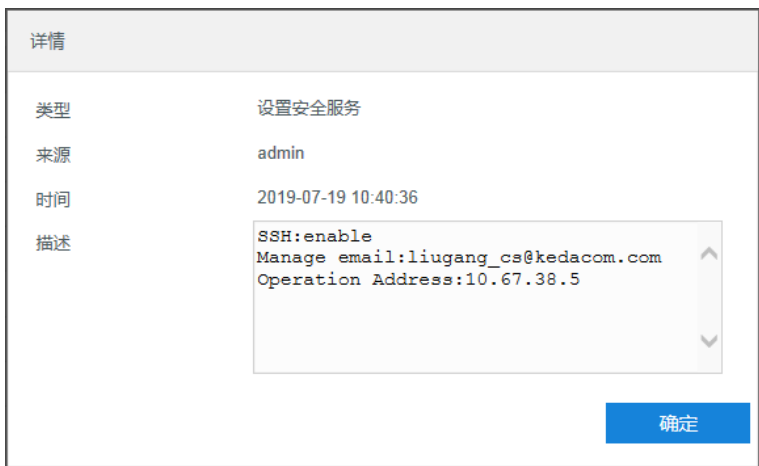 详情
类型 设置安全服务
来源 admin
时间 2019-07-19 10:40:36
描述 SSH:enable
Manage email:liugang_cs@kedacom.com
Operation Address:10.67.38.5
确定